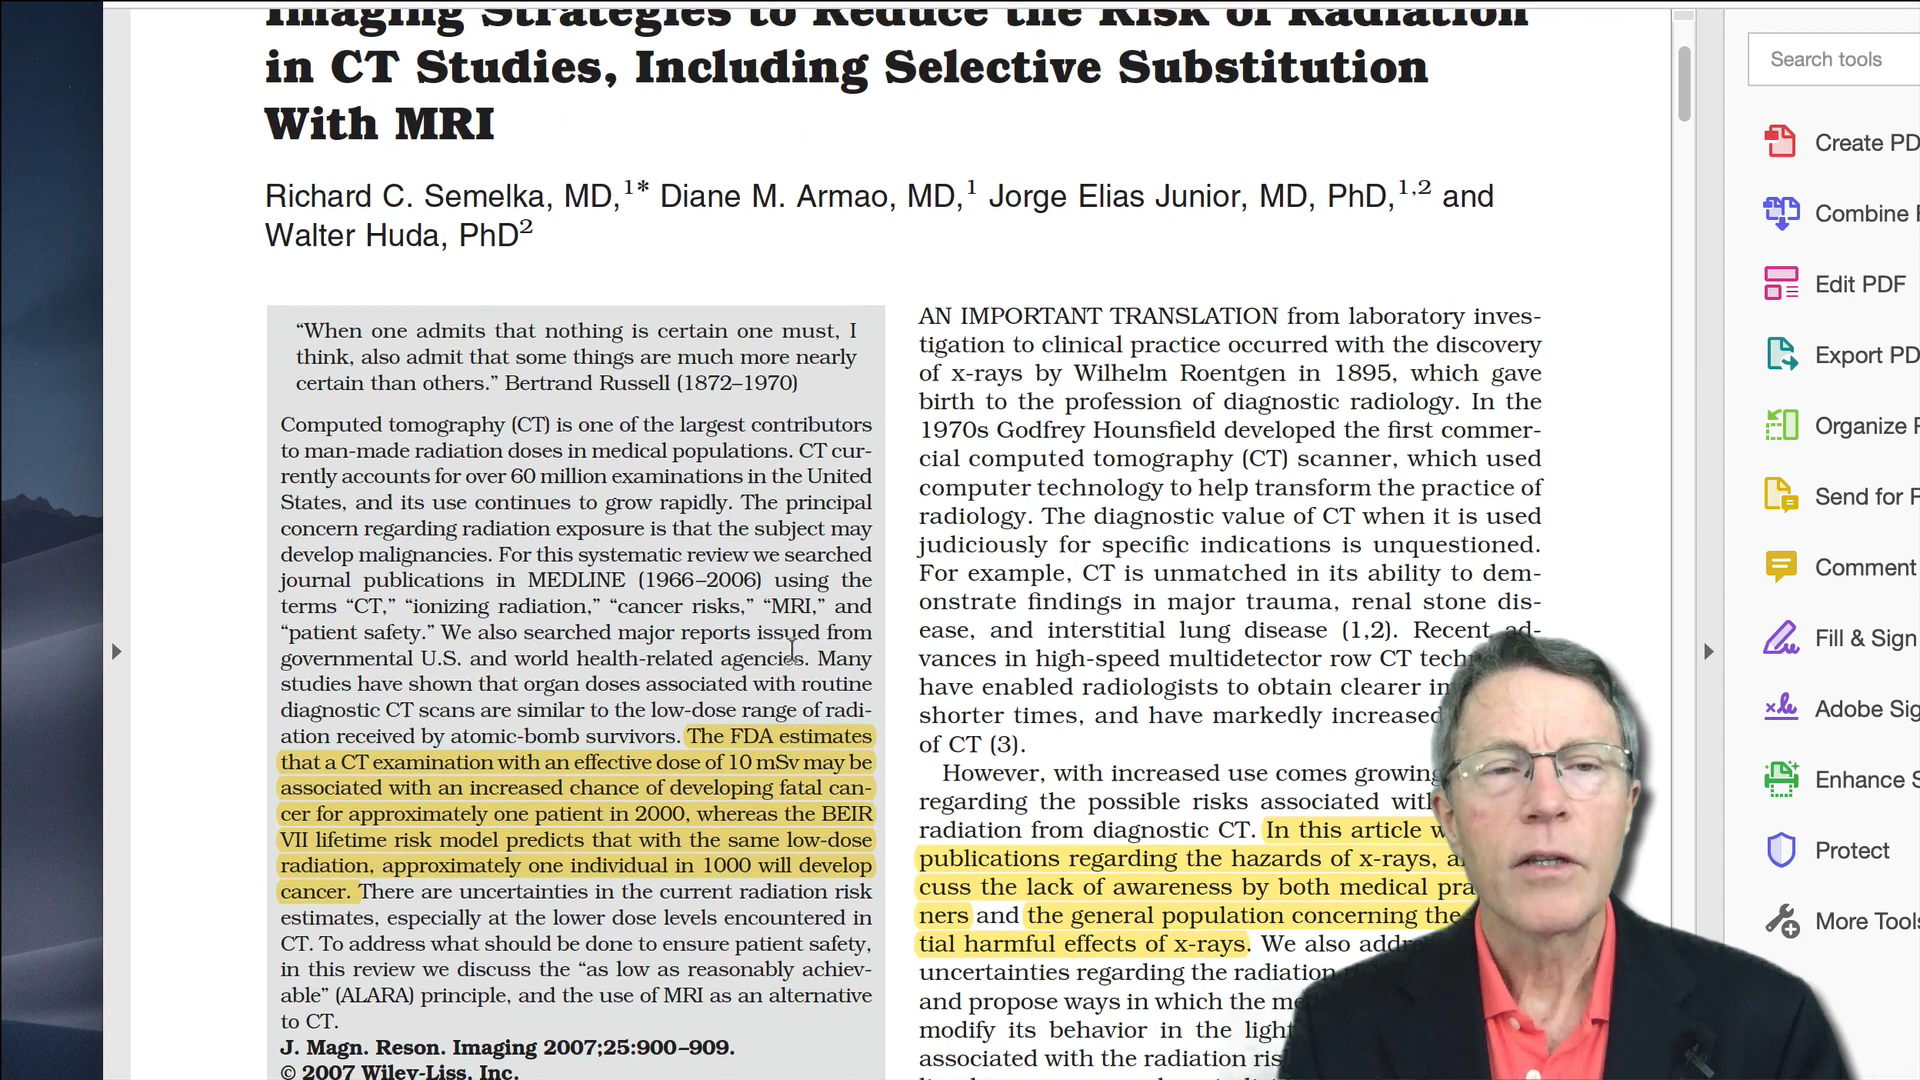 Imaging Strategies to Reduce the Risk of Radiation
in CT Studies, Including Selective Substitution
With MRI
Richard C. Semelka, MD,1* Diane M. Armao, MD,1 Jorge Elias Junior, MD, PhD,1,2 and
Walter Huda, PhD2
“When one admits that nothing is certain one must, I
think, also admit that some things are much more nearly
certain than others.” Bertrand Russell (1872–1970)
Computed tomography (CT) is one of the largest contributors
to man-made radiation doses in medical populations. CT cur-
rently accounts for over 60 million examinations in the United
States, and its use continues to grow rapidly. The principal
concern regarding radiation exposure is that the subject may
develop malignancies. For this systematic review we searched
journal publications in MEDLINE (1966–2006) using the
terms “CT,” “ionizing radiation,” “cancer risks,” “MRI,” and
“patient safety.” We also searched major reports issued from
governmental U.S. and world health-related agencies. Many
studies have shown that organ doses associated with routine
diagnostic CT scans are similar to the low-dose range of radi-
ation received by atomic-bomb survivors. The FDA estimates
that a CT examination with an effective dose of 10 mSv may be
associated with an increased chance of developing fatal can-
cer for approximately one patient in 2000, whereas the BEIR
VII lifetime risk model predicts that with the same low-dose
radiation, approximately one individual in 1000 will develop
cancer. There are uncertainties in the current radiation risk
estimates, especially at the lower dose levels encountered in
CT. To address what should be done to ensure patient safety,
in this review we discuss the “as low as reasonably achiev-
able” (ALARA) principle, and the use of MRI as an alternative
to CT.
J. Magn. Reson. Imaging 2007;25:900–909.
© 2007 Wiley-Liss, Inc.
AN IMPORTANT TRANSLATION from laboratory inves-
tigation to clinical practice occurred with the discovery
of x-rays by Wilhelm Roentgen in 1895, which gave
birth to the profession of diagnostic radiology. In the
1970s Godfrey Hounsfield developed the first commer-
cial computed tomography (CT) scanner, which used
computer technology to help transform the practice of
radiology. The diagnostic value of CT when it is used
judiciously for specific indications is unquestioned.
For example, CT is unmatched in its ability to dem-
onstrate findings in major trauma, renal stone dis-
ease, and interstitial lung disease (1,2). Recent ad-
vances in high-speed multidetector row CT tech
have enabled radiologists to obtain clearer im
shorter times, and have markedly increased
of CT (3).
However, with increased use comes growing
regarding the possible risks associated wit
radiation from diagnostic CT. In this article w
publications regarding the hazards of x-rays, a
cuss the lack of awareness by both medical pra
ners and the general population concerning the
tial harmful effects of x-rays. We also addr
uncertainties regarding the radiation
and propose ways in which the me
modify its behavior in the light
associated with the radiation ris
Search tools
Create PD
Combine F
Edit PDF
Export PD
Organize P
Send for F
Comment
Fill & Sign
Adobe Sig
Enhance S
Protect
More Tools